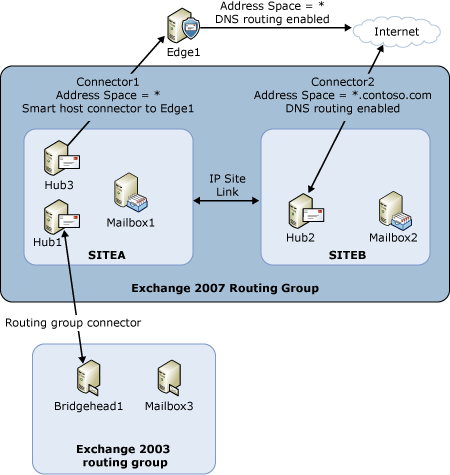 Address Space = *
DNS routing enabled
Internet
Edge1
Connector1
Address Space = *
Smart host connector to Edge1
Connector2
Address Space = *.contoso.com
DNS routing enabled
Hub3
Mailbox1
Hub1
SITEA
IP Site
Link
Hub2
Mailbox2
SITEB
Exchange 2007 Routing Group
Routing group connector
Bridgehead1
Mailbox3
Exchange 2003
routing group